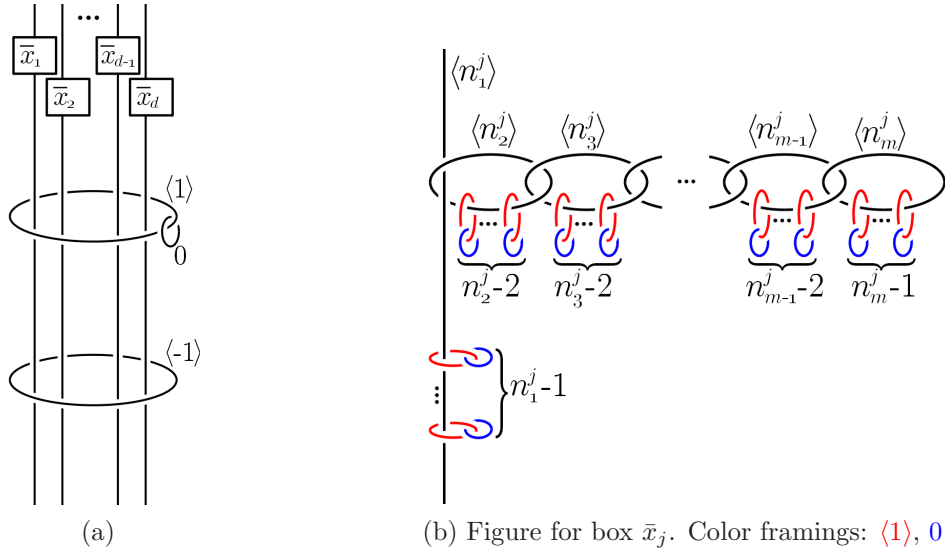 ...
x̄₁ x̄d-1
x̄₂ x̄d
⟨1⟩
0
⟨-1⟩
(a)
⟨n₁ʲ⟩
⟨n₂ʲ⟩ ⟨n₃ʲ⟩ ⟨nʲm-1⟩ ⟨nʲm⟩
...
... ... ... ...
n₂ʲ-2 n₃ʲ-2 nʲm-1-2 nʲm-1
...
n₁ʲ-1
(b) Figure for box x̄ⱼ. Color framings: ⟨1⟩, 0